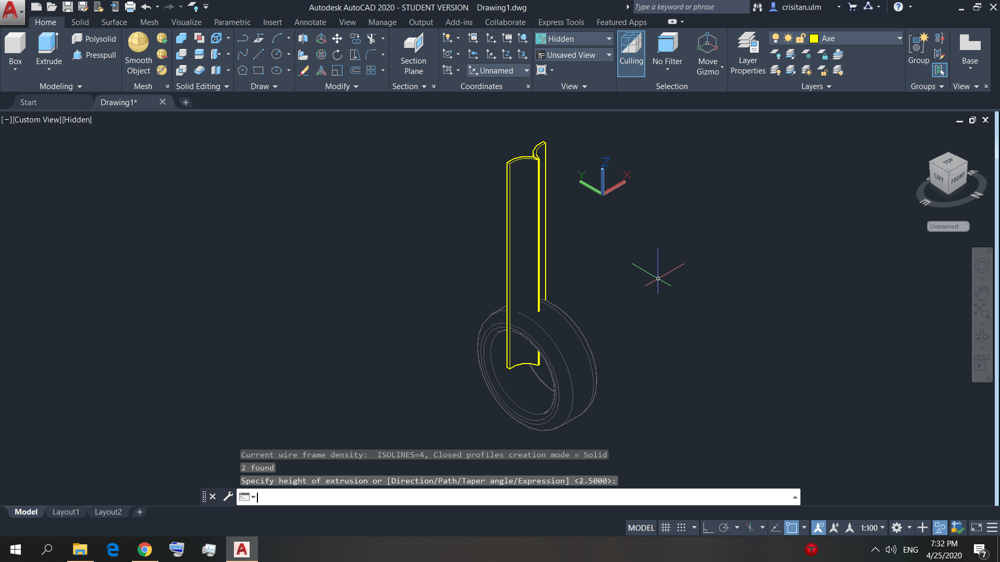 Autodesk AutoCAD 2020 - STUDENT VERSION Drawing1.dwg
Type a keyword or phrase
crisitan.ulm
Home Solid Surface Mesh Visualize Parametric Insert Annotate View Manage Output Add-ins Collaborate Express Tools Featured Apps
Box
Extrude
Polysolid
Presspull
Smooth
Object
Section
Plane
Hidden
Unsaved View
Unnamed
Culling
No Filter
Move
Gizmo
Layer
Properties
Axe
Group
Base
Modeling Mesh Solid Editing Draw Modify Section Coordinates View Selection Layers Groups View
Start
Drawing1*
[−][Custom View][Hidden]
Z
Y
X
TOP
LEFT
FRONT
E
N
Unnamed
Current wire frame density:  ISOLINES=4, Closed profiles creation mode = Solid
2 found
Specify height of extrusion or [Direction/Path/Taper angle/Expression] <2.5000>:
Model Layout1 Layout2
MODEL
1:100
ENG
7:32 PM
4/25/2020
7